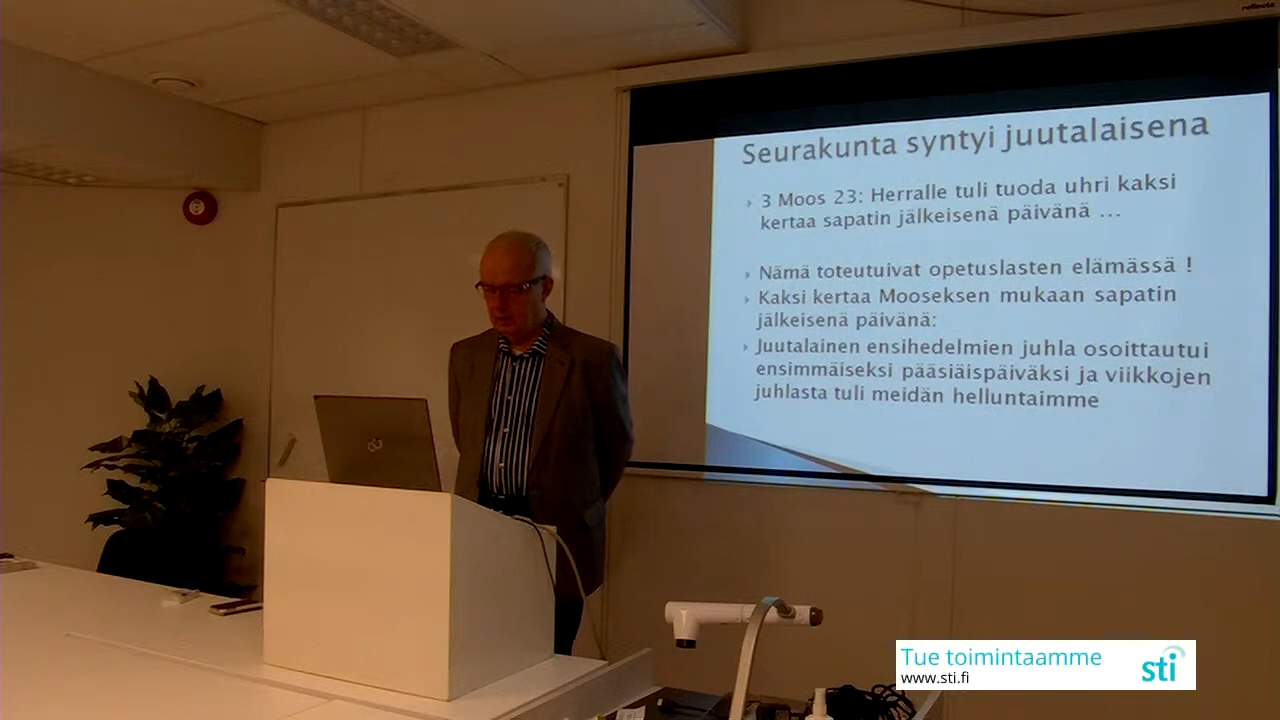 reflecta
Seurakunta syntyi juutalaisena
3 Moos 23: Herralle tuli tuoda uhri kaksi
kertaa sapatin jälkeisenä päivänä ...
Nämä toteutuivat opetuslasten elämässä !
Kaksi kertaa Mooseksen mukaan sapatin
jälkeisenä päivänä:
Juutalainen ensihedelmien juhla osoittautui
ensimmäiseksi pääsiäispäiväksi ja viikkojen
juhlasta tuli meidän helluntaimme
Tue toimintaamme
www.sti.fi
sti